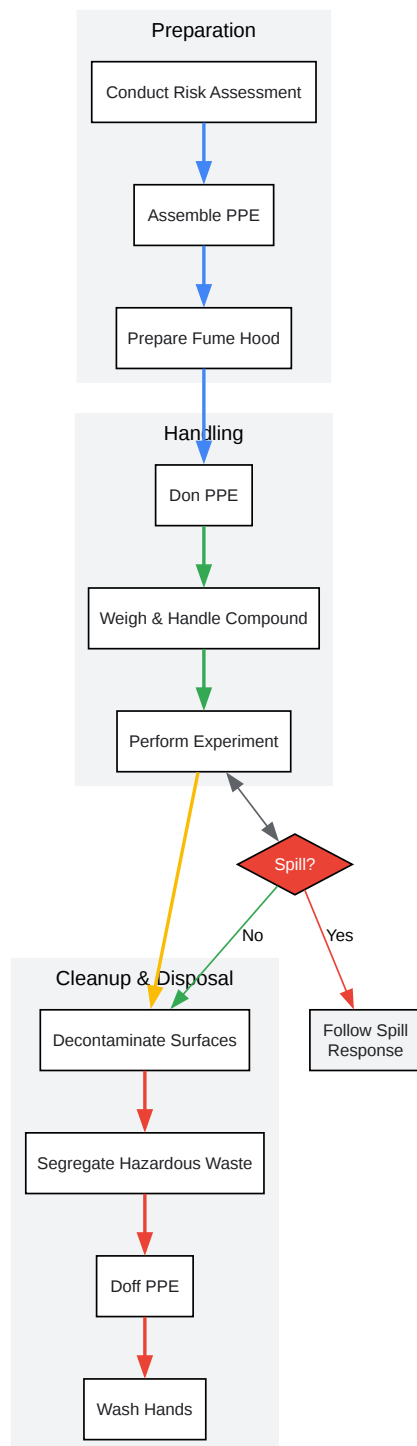 Preparation
Conduct Risk Assessment
Assemble PPE
Prepare Fume Hood
Handling
Don PPE
Weigh & Handle Compound
Perform Experiment
Spill?
No
Yes
Cleanup & Disposal
Decontaminate Surfaces
Follow Spill
Response
Segregate Hazardous Waste
Doff PPE
Wash Hands